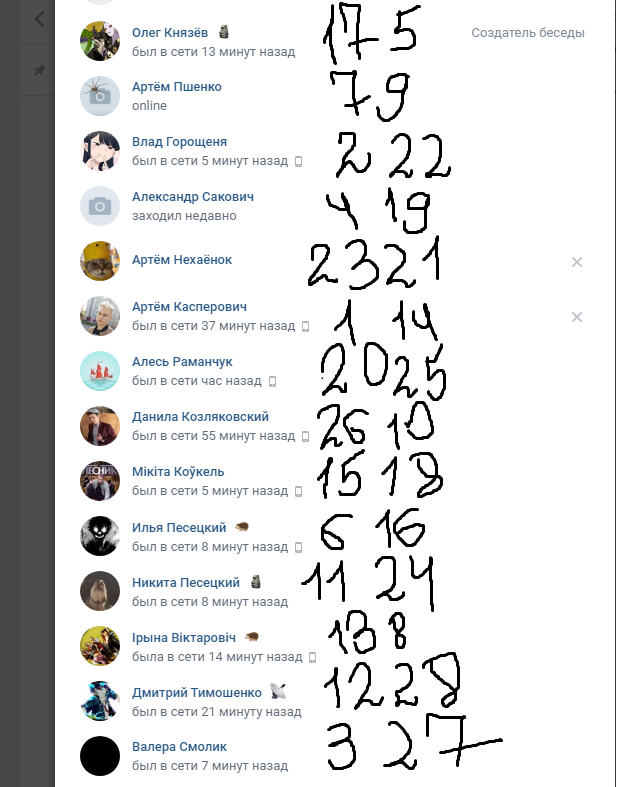 Олег Князёв 17 5 Создатель беседы
был в сети 13 минут назад
Артём Пшенко 7 9
online
Влад Горощеня 2 22
был в сети 5 минут назад
Александр Сакович 4 19
заходил недавно
Артём Нехаёнок 23 21
Артём Касперович 1 14
был в сети 37 минут назад
Алесь Раманчук 20 25
был в сети час назад
Данила Козляковский 26 10
был в сети 55 минут назад
Мікіта Коўкель 15 18
был в сети 5 минут назад
ЛЕСНИК
Илья Песецкий 6 16
был в сети 8 минут назад
Никита Песецкий 11 24
был в сети 8 минут назад
Ірына Віктаровіч 13 8
была в сети 14 минут назад
Дмитрий Тимошенко 12 28
был в сети 21 минуту назад
Валера Смолик 3 27
был в сети 7 минут назад